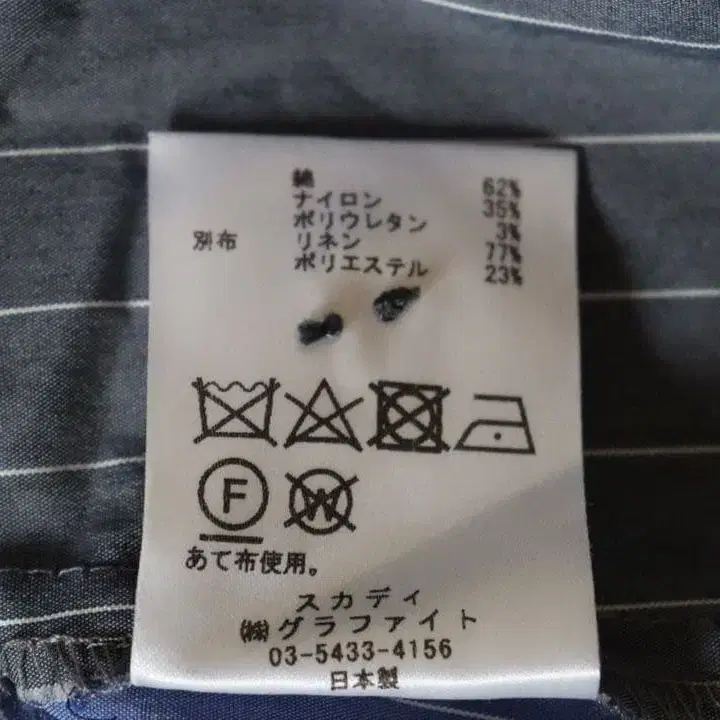 綿 62%
ナイロン 35%
ポリウレタン 3%
別布 リネン 77%
ポリエステル 23%
F
W
あて布使用。
スカディ
㈱グラファイト
03-5433-4156
日本製